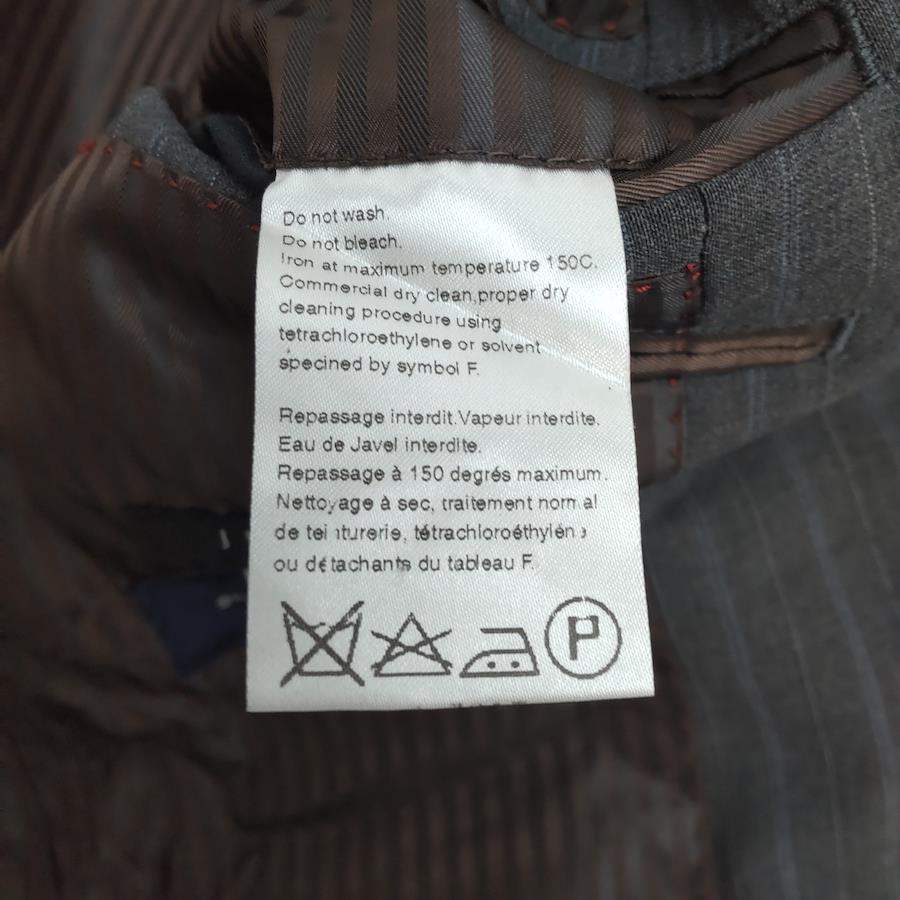 Do not wash.
Do not bleach.
Iron at maximum temperature 150C.
Commercial dry clean,proper dry
cleaning procedure using
tetrachloroethylene or solvent
specined by symbol F.
Repassage interdit.Vapeur interdite.
Eau de Javel interdite.
Repassage à 150 degrés maximum.
Nettoyage à sec, traitement normal
de teinturerie, tétrachloroéthyléne
ou détachants du tableau F.
P